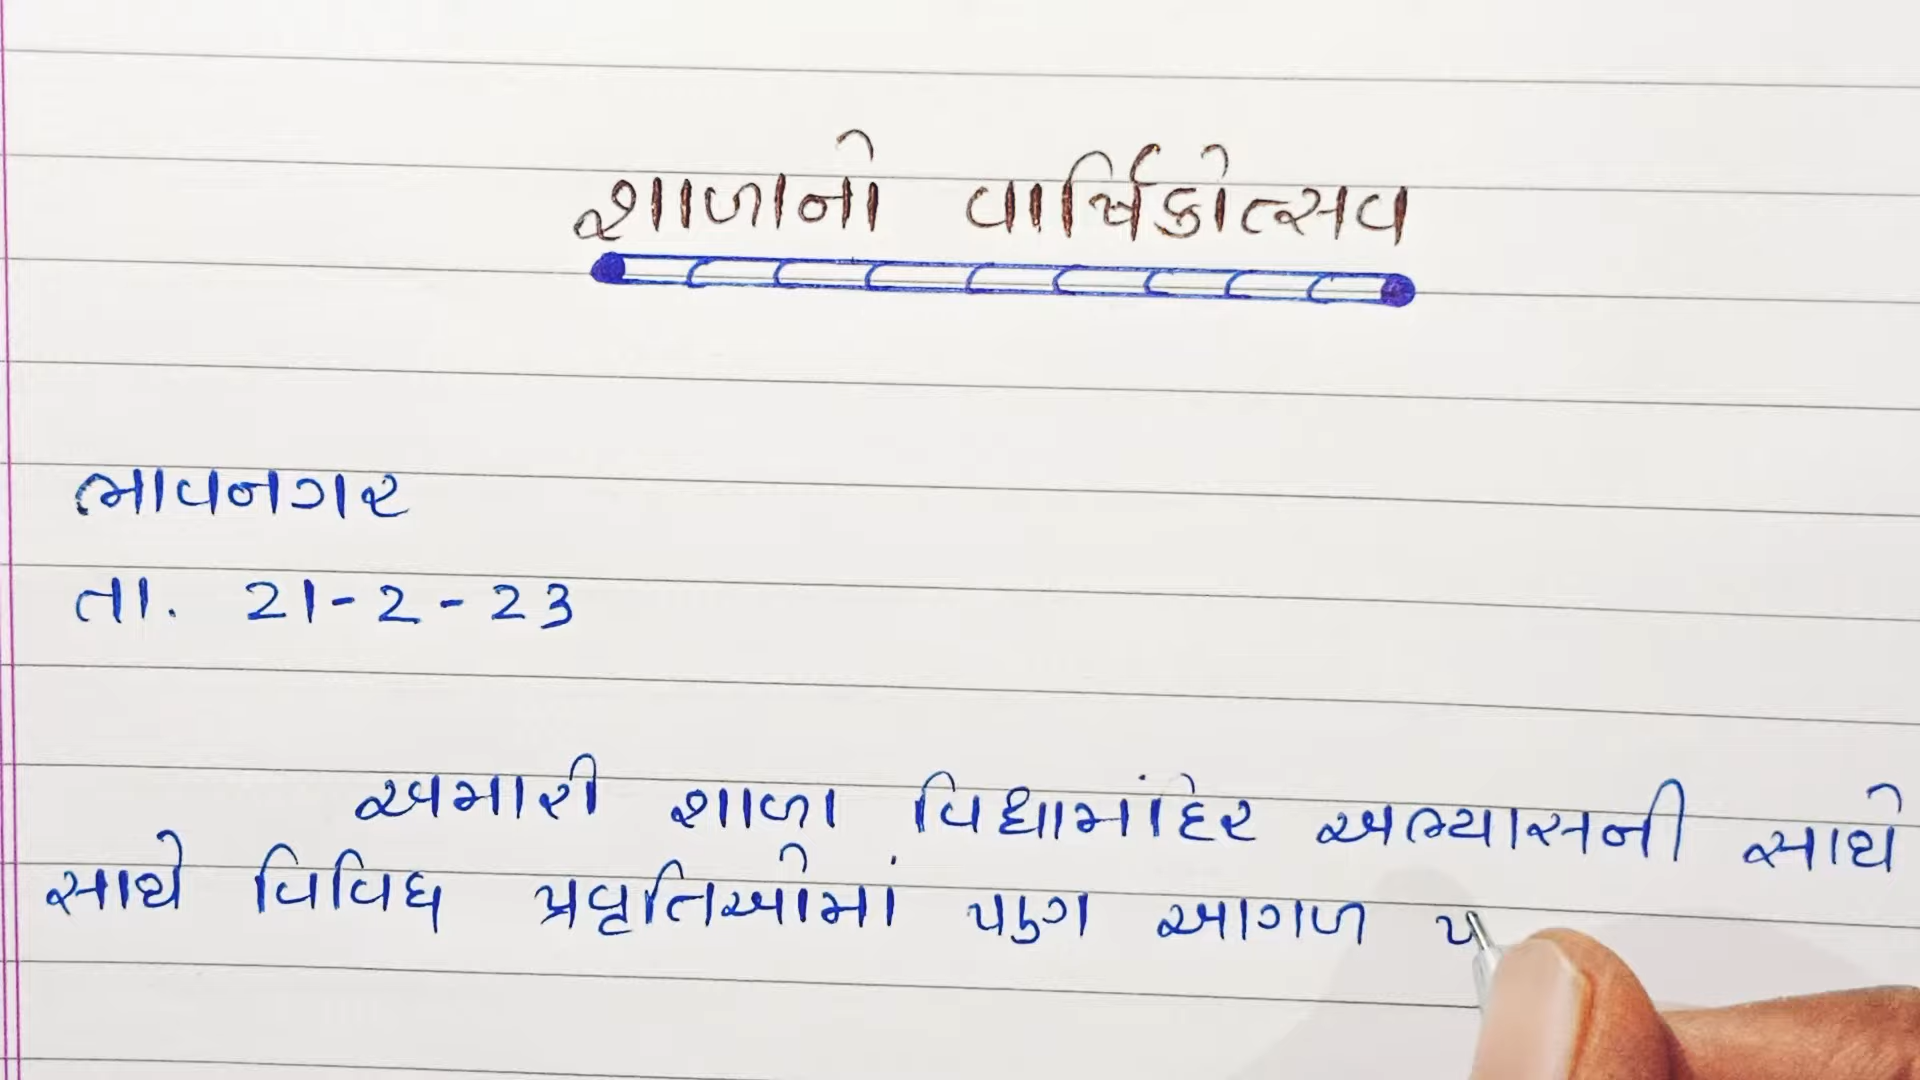 શાળાનો વાર્ષિકોત્સવ
ભાવનગર
તા. 21-2-23
અમારી શાળા વિધામંદિર અભ્યાસની સાથે
સાથે વિવિધ પ્રવૃતિઓમાં પણ આગળ